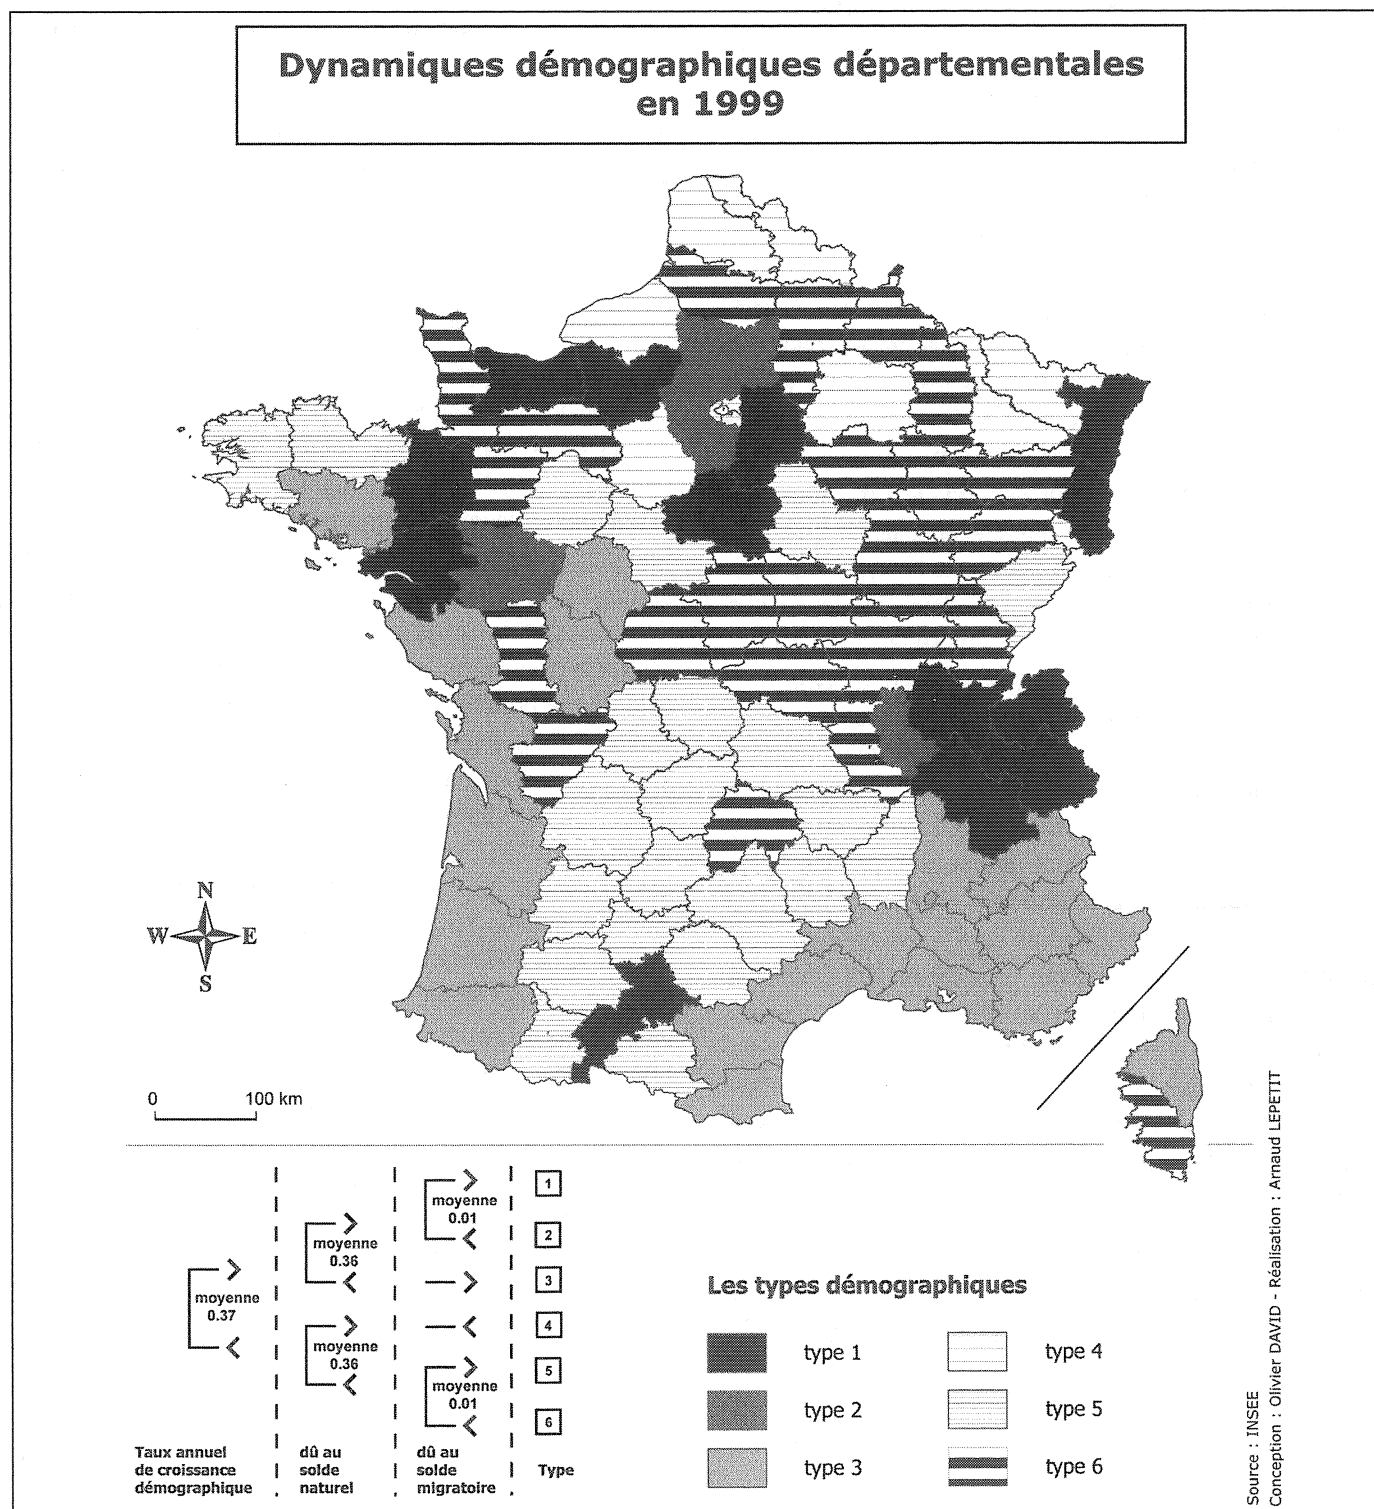 Dynamiques démographiques départementales
en 1999
N
W
E
S
0
100 km
moyenne
0.37
moyenne
0.36
moyenne
0.36
moyenne
0.01
moyenne
0.01
1
2
3
4
5
6
Taux annuel
de croissance
démographique
dû au
solde
naturel
dû au
solde
migratoire
Type
Les types démographiques
type 1
type 2
type 3
type 4
type 5
type 6
Source : INSEE
Conception : Olivier DAVID - Réalisation : Arnaud LEPETIT